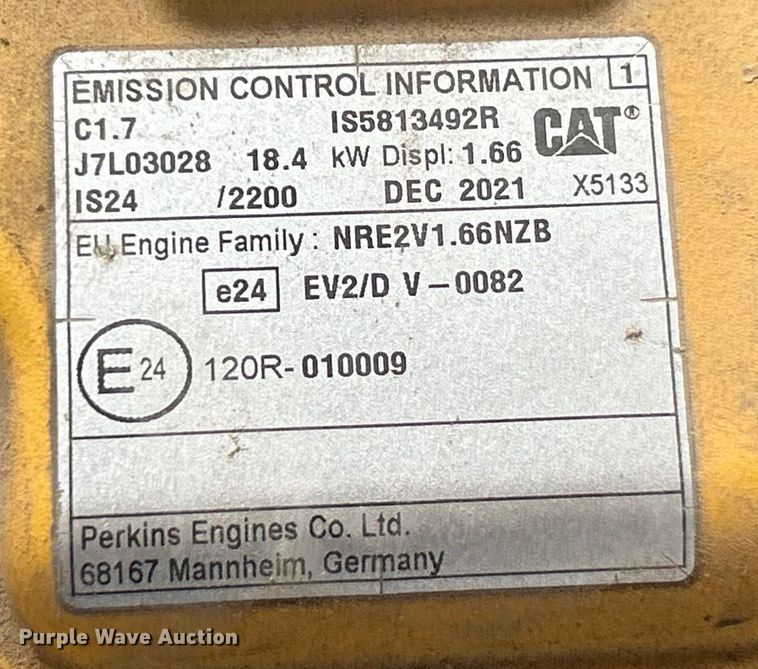 EMISSION CONTROL INFORMATION 1
C1.7 IS5813492R CAT®
J7L03028 18.4 kW Displ: 1.66
IS24 /2200 DEC 2021 X5133
EU Engine Family : NRE2V1.66NZB
e24 EV2/D V-0082
E 24 120R-010009
Perkins Engines Co. Ltd.
68167 Mannheim, Germany
Purple Wave Auction